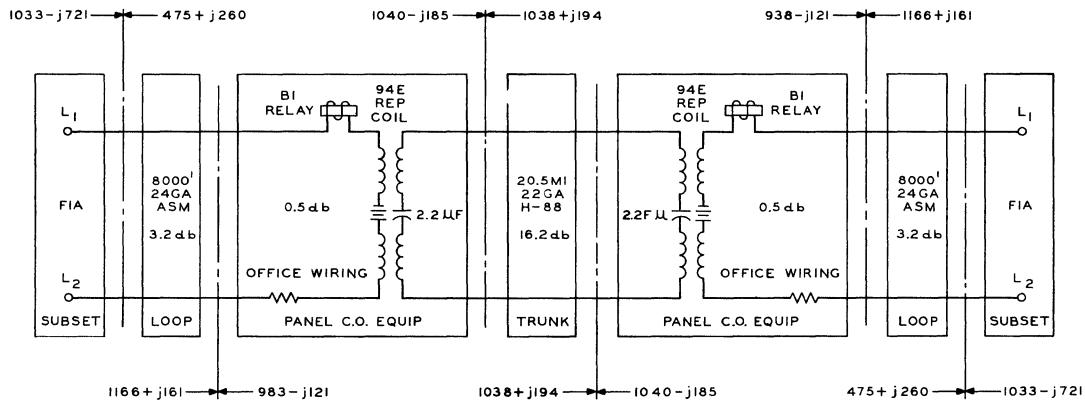 1033-j721 475+j260 1040-j185 1038+j194 938-j121 1166+j161
L1
FIA
L2
SUBSET
8000'
24GA
ASM
3.2db
LOOP
B1
RELAY
94E
REP
COIL
0.5db
2.2µF
OFFICE WIRING
PANEL C.O. EQUIP
20.5MI
22GA
H-88
16.2db
TRUNK
94E
REP
COIL
B1
RELAY
2.2Fµ
0.5db
OFFICE WIRING
PANEL C.O. EQUIP
8000'
24GA
ASM
3.2db
LOOP
L1
FIA
L2
SUBSET
1166+j161 983-j121 1038+j194 1040-j185 475+j260 1033-j721